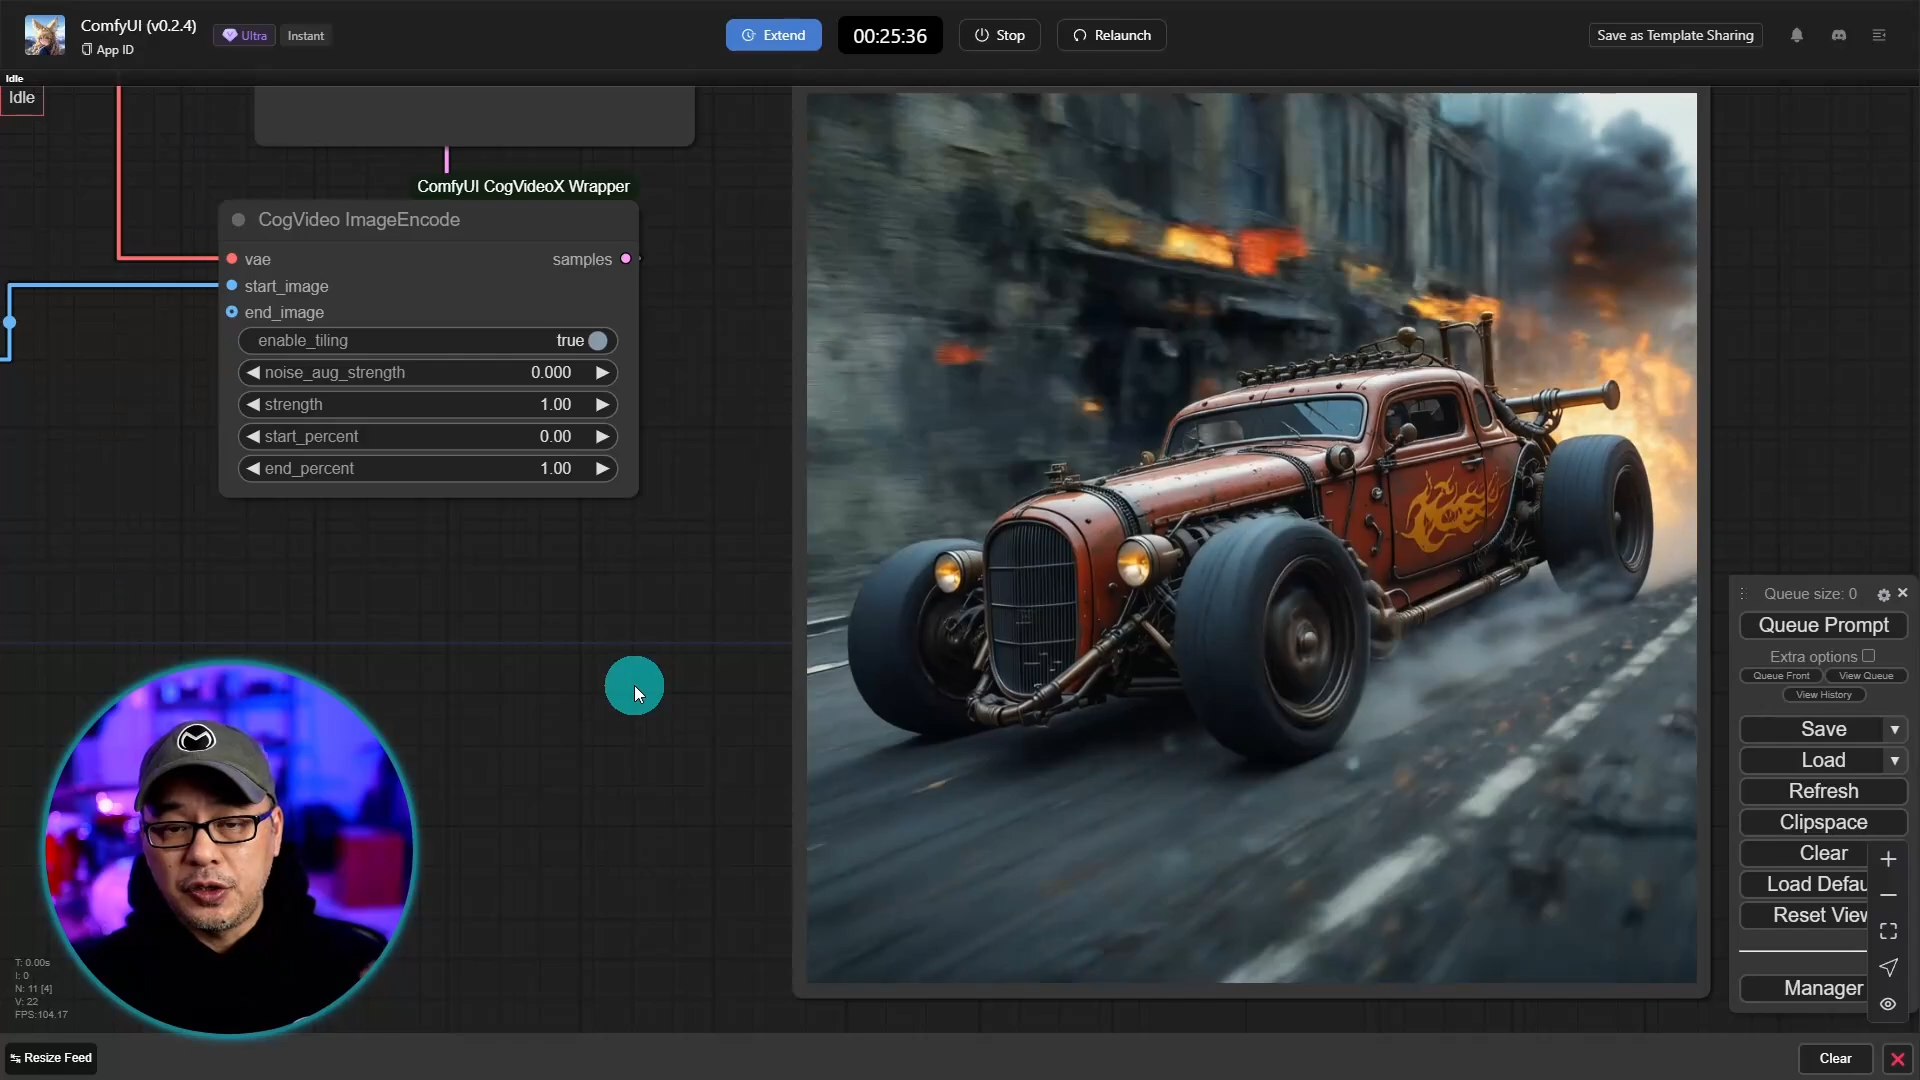 ComfyUI (v0.2.4)
App ID
Ultra
Instant
Extend
00:25:36
Stop
Relaunch
Save as Template Sharing
Idle
Idle
ComfyUI CogVideoX Wrapper
CogVideo ImageEncode
vae
samples
start_image
end_image
enable_tiling true
noise_aug_strength 0.000
strength 1.00
start_percent 0.00
end_percent 1.00
Queue size: 0
Queue Prompt
Extra options
Queue Front
View Queue
View History
Save
Load
Refresh
Clipspace
Clear
Load Defau
Reset View
Manager
T: 0.00s
I: 0
N: 11 [4]
V: 22
FPS:104.17
Resize Feed
Clear